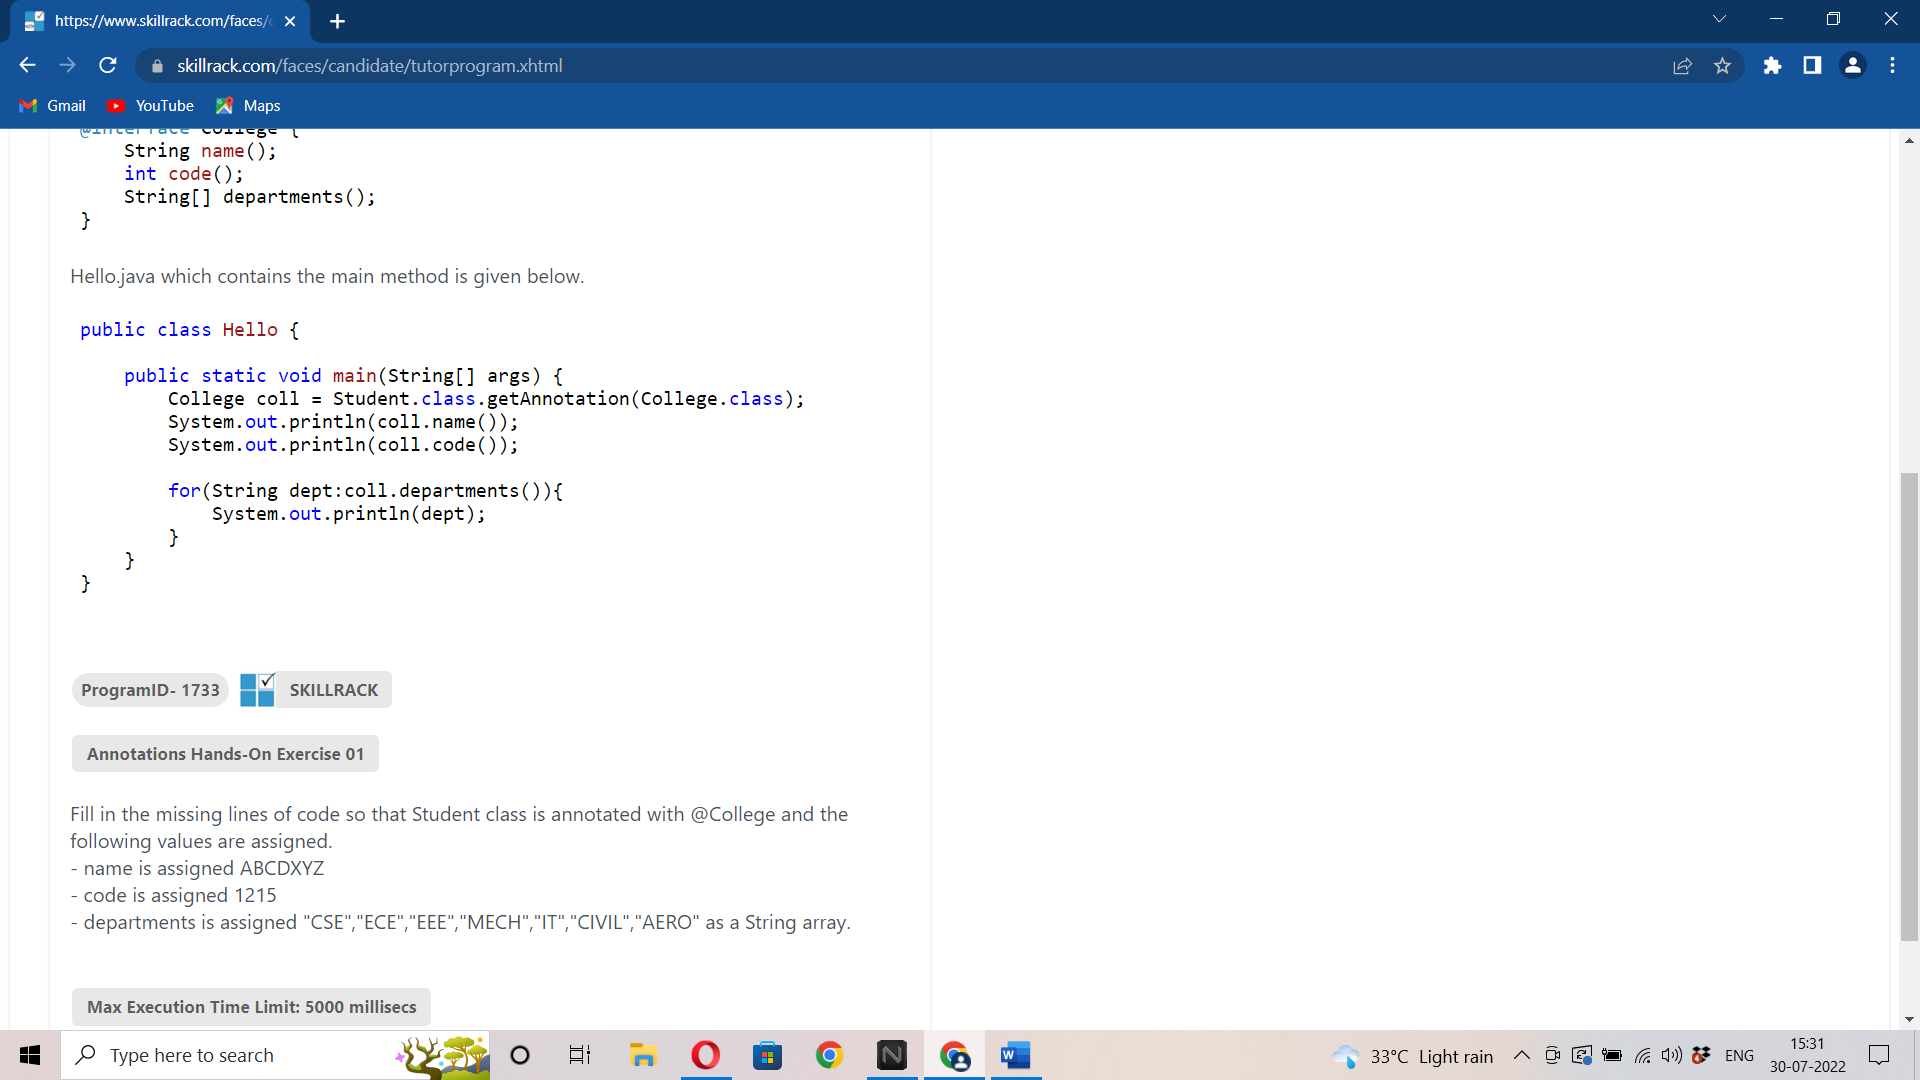 https://www.skillrack.com/faces/c
skillrack.com/faces/candidate/tutorprogram.xhtml
Gmail YouTube Maps
@interface College {
String name();
int code();
String[] departments();
}
Hello.java which contains the main method is given below.
public class Hello {
public static void main(String[] args) {
College coll = Student.class.getAnnotation(College.class);
System.out.println(coll.name());
System.out.println(coll.code());
for(String dept:coll.departments()){
System.out.println(dept);
}
}
}
ProgramID- 1733 SKILLRACK
Annotations Hands-On Exercise 01
Fill in the missing lines of code so that Student class is annotated with @College and the
following values are assigned.
- name is assigned ABCDXYZ
- code is assigned 1215
- departments is assigned "CSE","ECE","EEE","MECH","IT","CIVIL","AERO" as a String array.
Max Execution Time Limit: 5000 millisecs
Type here to search
33°C Light rain
ENG
15:31
30-07-2022